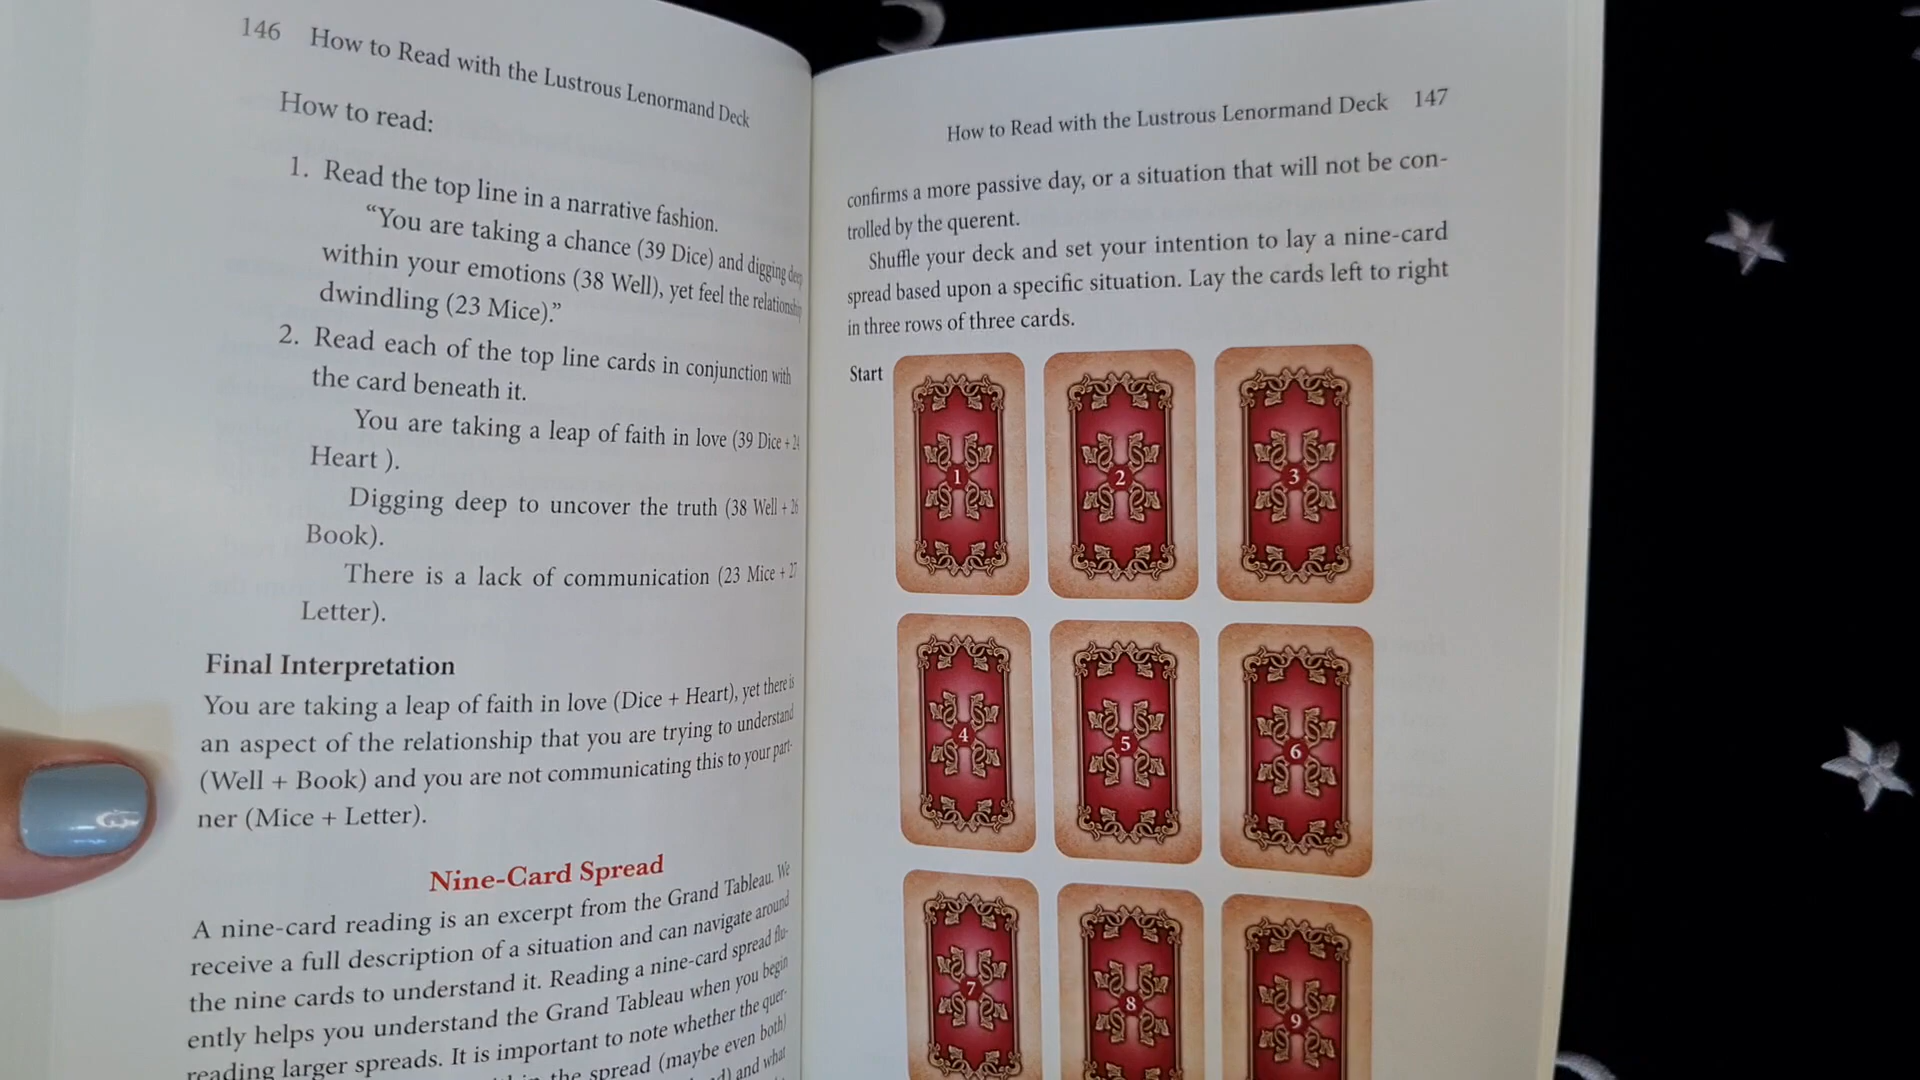 146 How to Read with the Lustrous Lenormand Deck
How to read:
1. Read the top line in a narrative fashion.
“You are taking a chance (39 Dice) and digging deep
within your emotions (38 Well), yet feel the relationship
dwindling (23 Mice).”
2. Read each of the top line cards in conjunction with
the card beneath it.
You are taking a leap of faith in love (39 Dice + 24
Heart ).
Digging deep to uncover the truth (38 Well + 26
Book).
There is a lack of communication (23 Mice + 27
Letter).
Final Interpretation
You are taking a leap of faith in love (Dice + Heart), yet there is
an aspect of the relationship that you are trying to understand
(Well + Book) and you are not communicating this to your part-
ner (Mice + Letter).
Nine-Card Spread
A nine-card reading is an excerpt from the Grand Tableau. We
receive a full description of a situation and can navigate around
the nine cards to understand it. Reading a nine-card spread flu-
ently helps you understand the Grand Tableau when you begin
reading larger spreads. It is important to note whether the quer-
the spread (maybe even both)
and what
How to Read with the Lustrous Lenormand Deck 147
confirms a more passive day, or a situation that will not be con-
trolled by the querent.
Shuffle your deck and set your intention to lay a nine-card
spread based upon a specific situation. Lay the cards left to right
in three rows of three cards.
Start
1 2 3
4 5 6
7 8 9